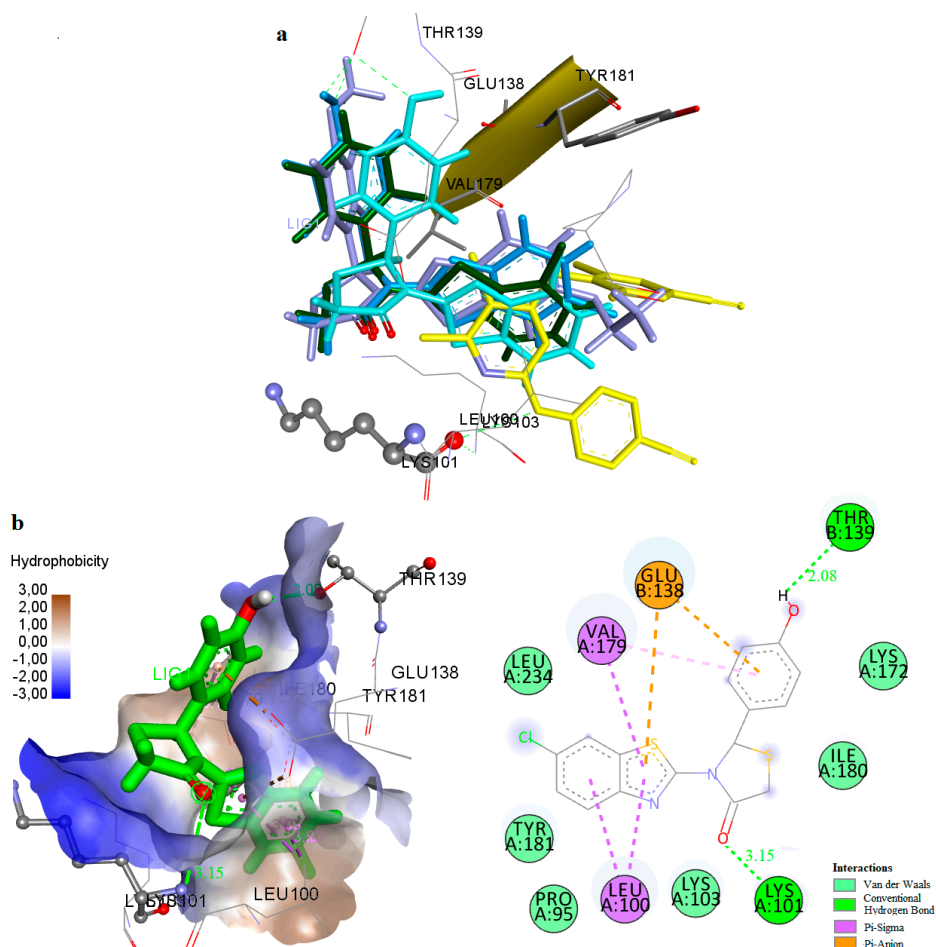 a
THR139
GLU138
TYR181
VAL179
LIG1
LEU100
LYS103
LYS101
b
Hydrophobicity
3,00
2,00
1,00
0,00
-1,00
-2,00
-3,00
2.08
THR139
LIG1
ILE180
GLU138
TYR181
3.15
LYS101
LEU100
THR
B:139
2.08
GLU
B:138
VAL
A:179
H
O
LEU
A:234
LYS
A:172
Cl
S
S
N
N
ILE
A:180
O
TYR
A:181
3.15
PRO
A:95
LEU
A:100
LYS
A:103
LYS
A:101
Interactions
Van der Waals
Conventional
Hydrogen Bond
Pi-Sigma
Pi-Anion